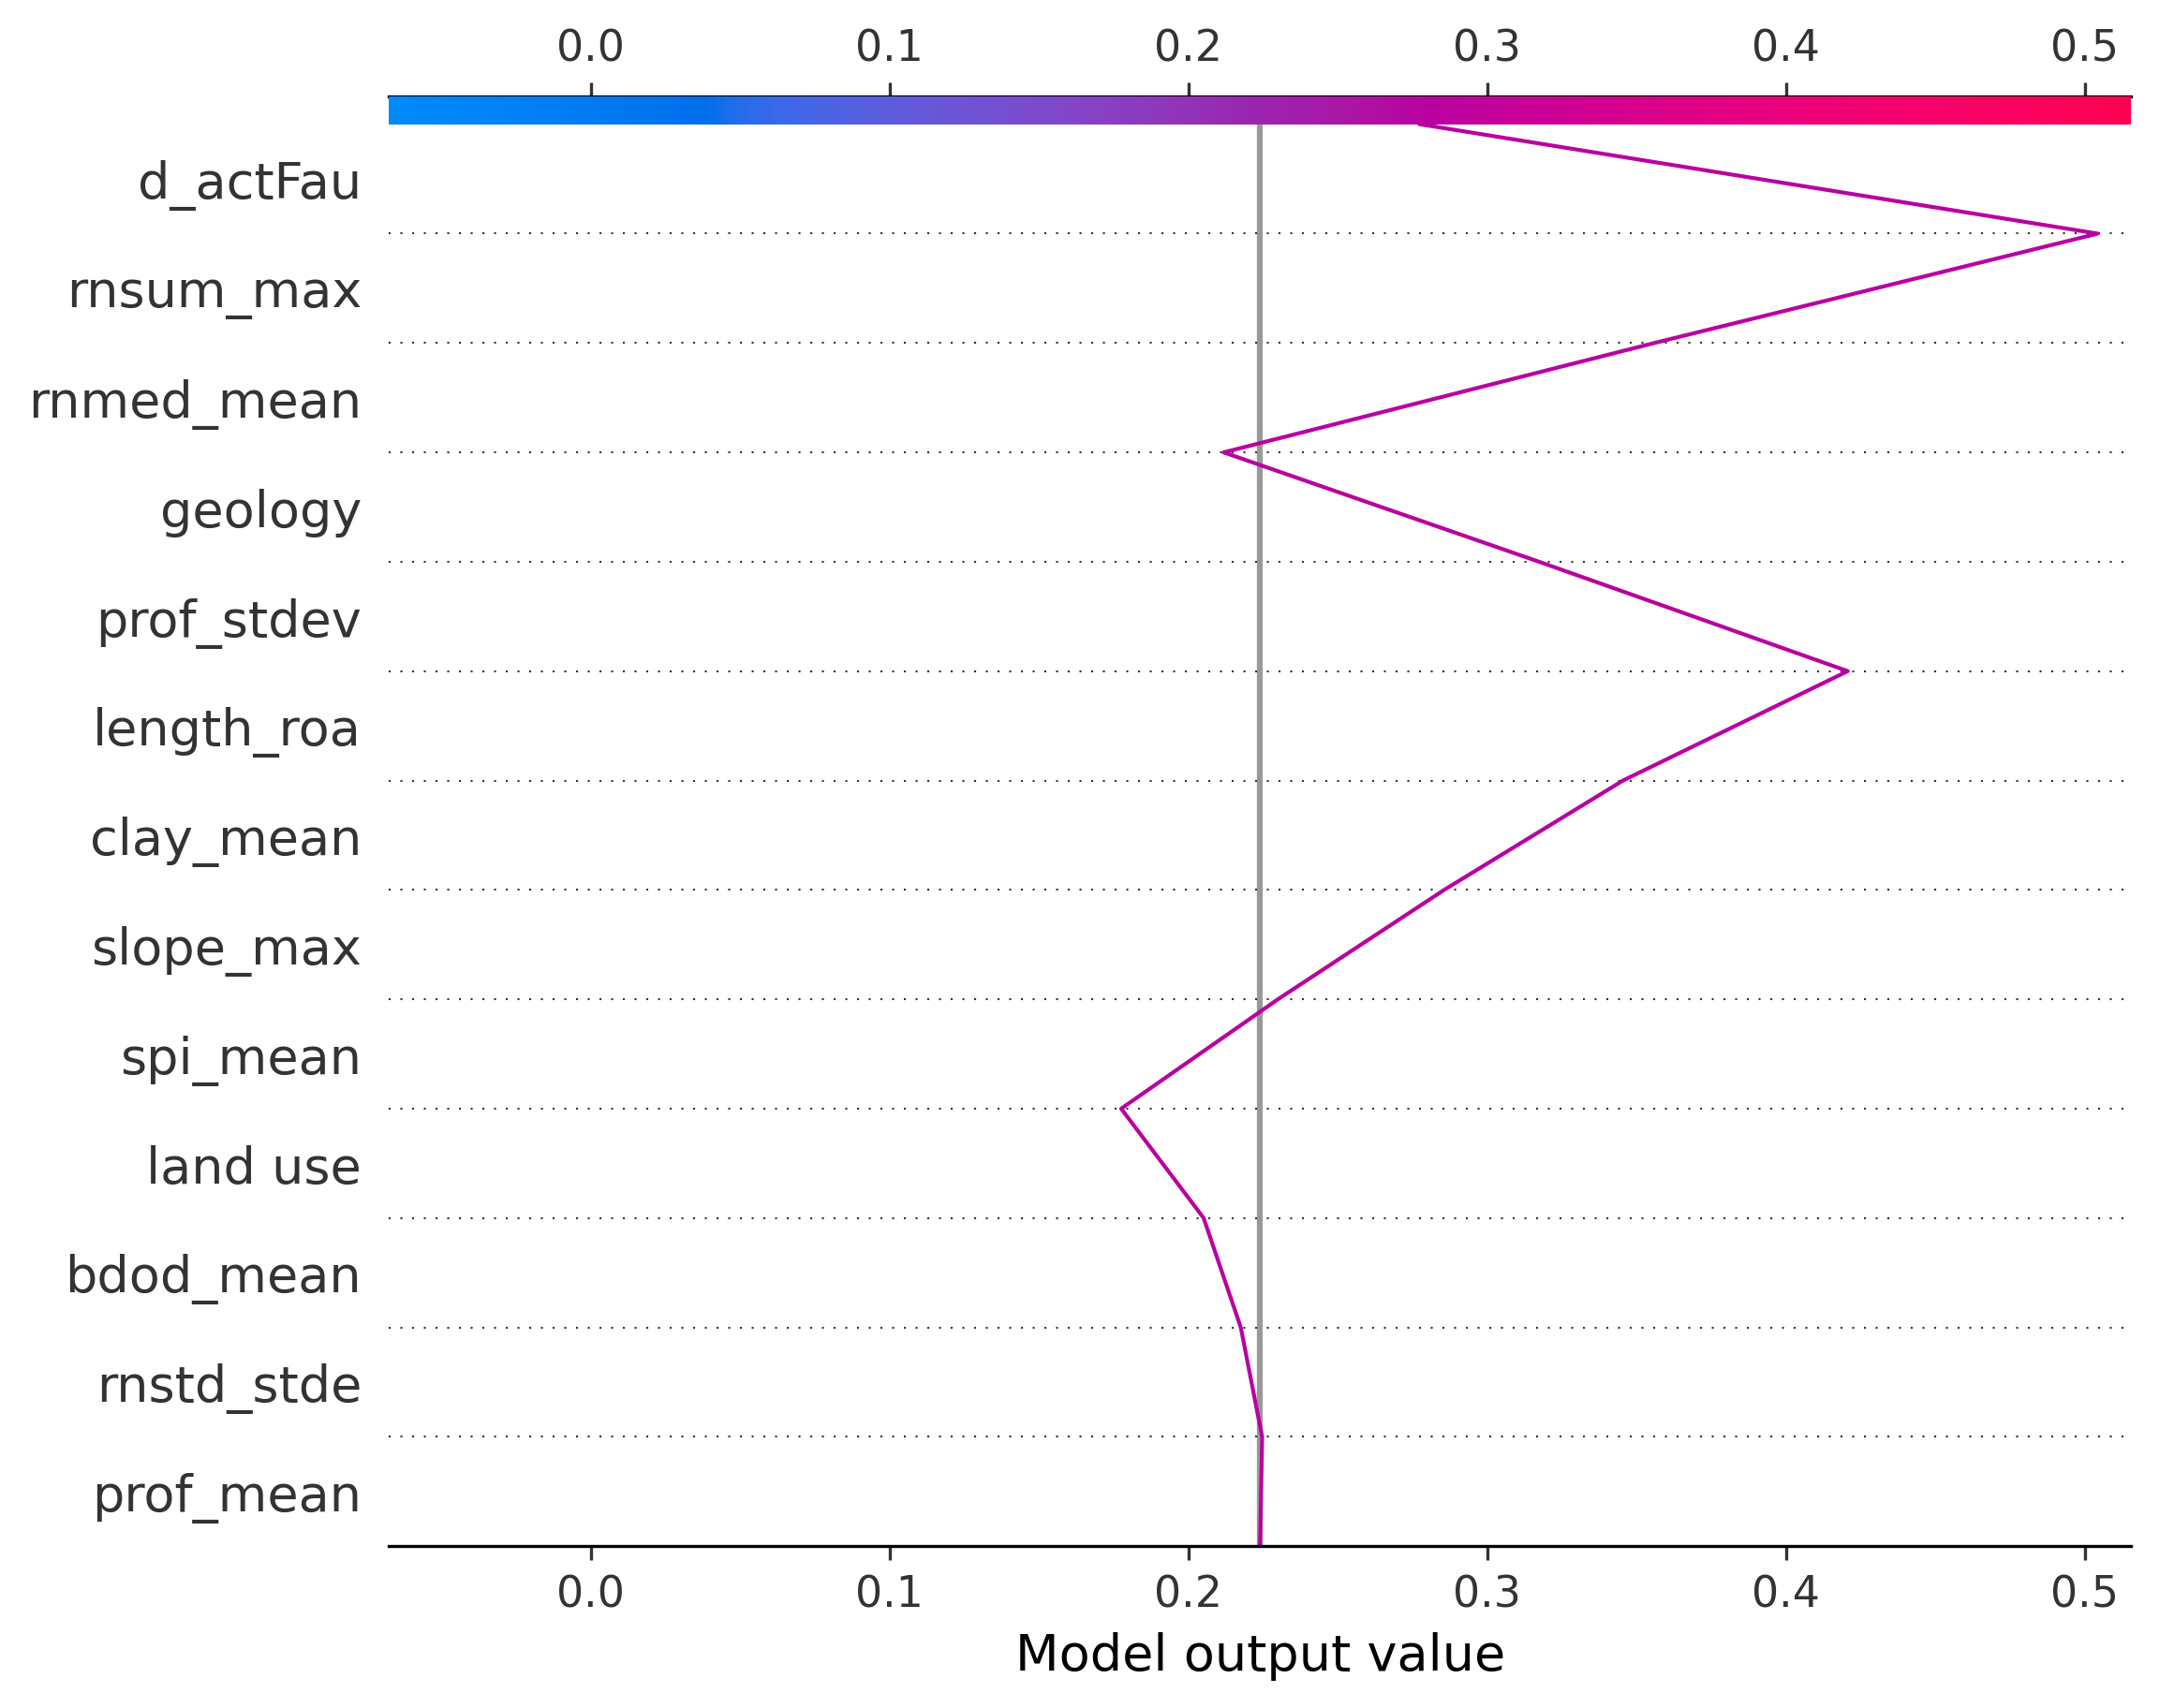 0.0 0.1 0.2 0.3 0.4 0.5
d_actFau
rnsum_max
rnmed_mean
geology
prof_stdev
length_roa
clay_mean
slope_max
spi_mean
land use
bdod_mean
rnstd_stde
prof_mean
0.0 0.1 0.2 0.3 0.4 0.5
Model output value